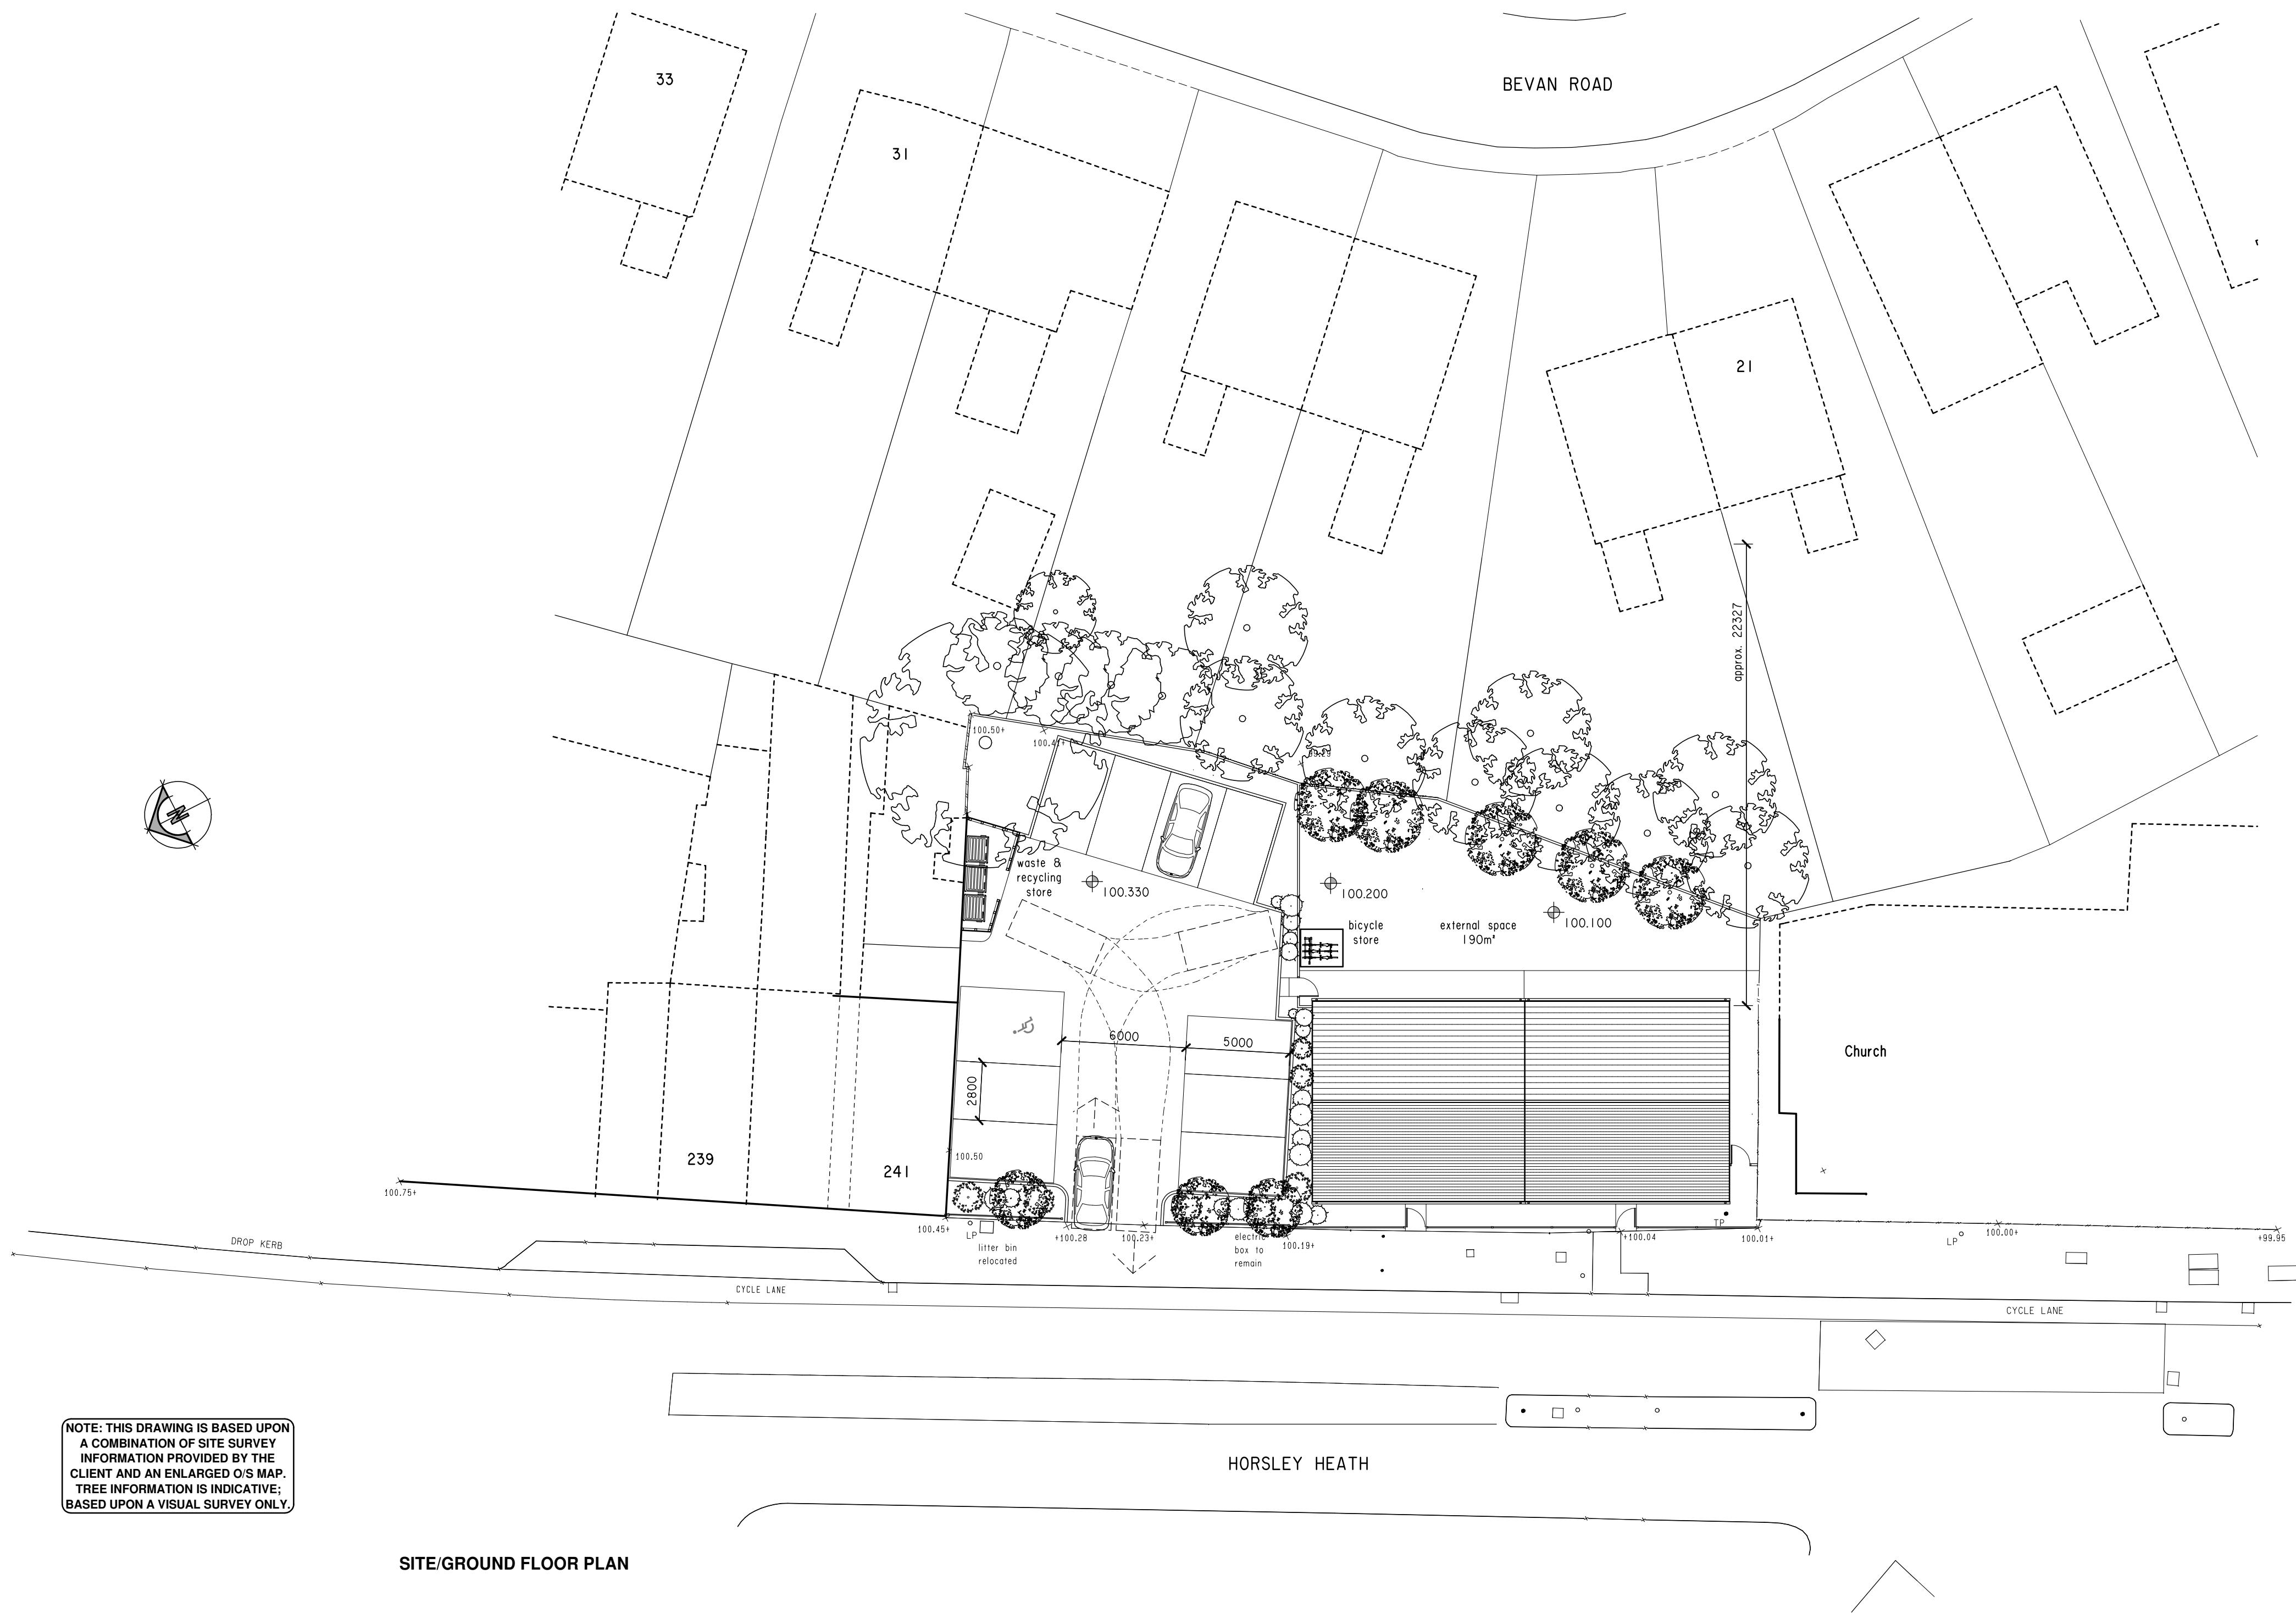 BEVAN ROAD
33
31
21
approx. 22327
100.50+
waste &
recycling
store
100.330
100.200
100.100
bicycle
store
external space
190m²
N
6000
5000
2800
Church
239
241
100.50
100.75+
100.45+
LP
litter bin
relocated
+100.28
100.23+
electric
box to
remain
100.19+
+100.04
TP
100.01+
LP
100.00+
+99.95
DROP KERB
CYCLE LANE
CYCLE LANE
HORSLEY HEATH
NOTE: THIS DRAWING IS BASED UPON
A COMBINATION OF SITE SURVEY
INFORMATION PROVIDED BY THE
CLIENT AND AN ENLARGED O/S MAP.
TREE INFORMATION IS INDICATIVE;
BASED UPON A VISUAL SURVEY ONLY.
SITE/GROUND FLOOR PLAN